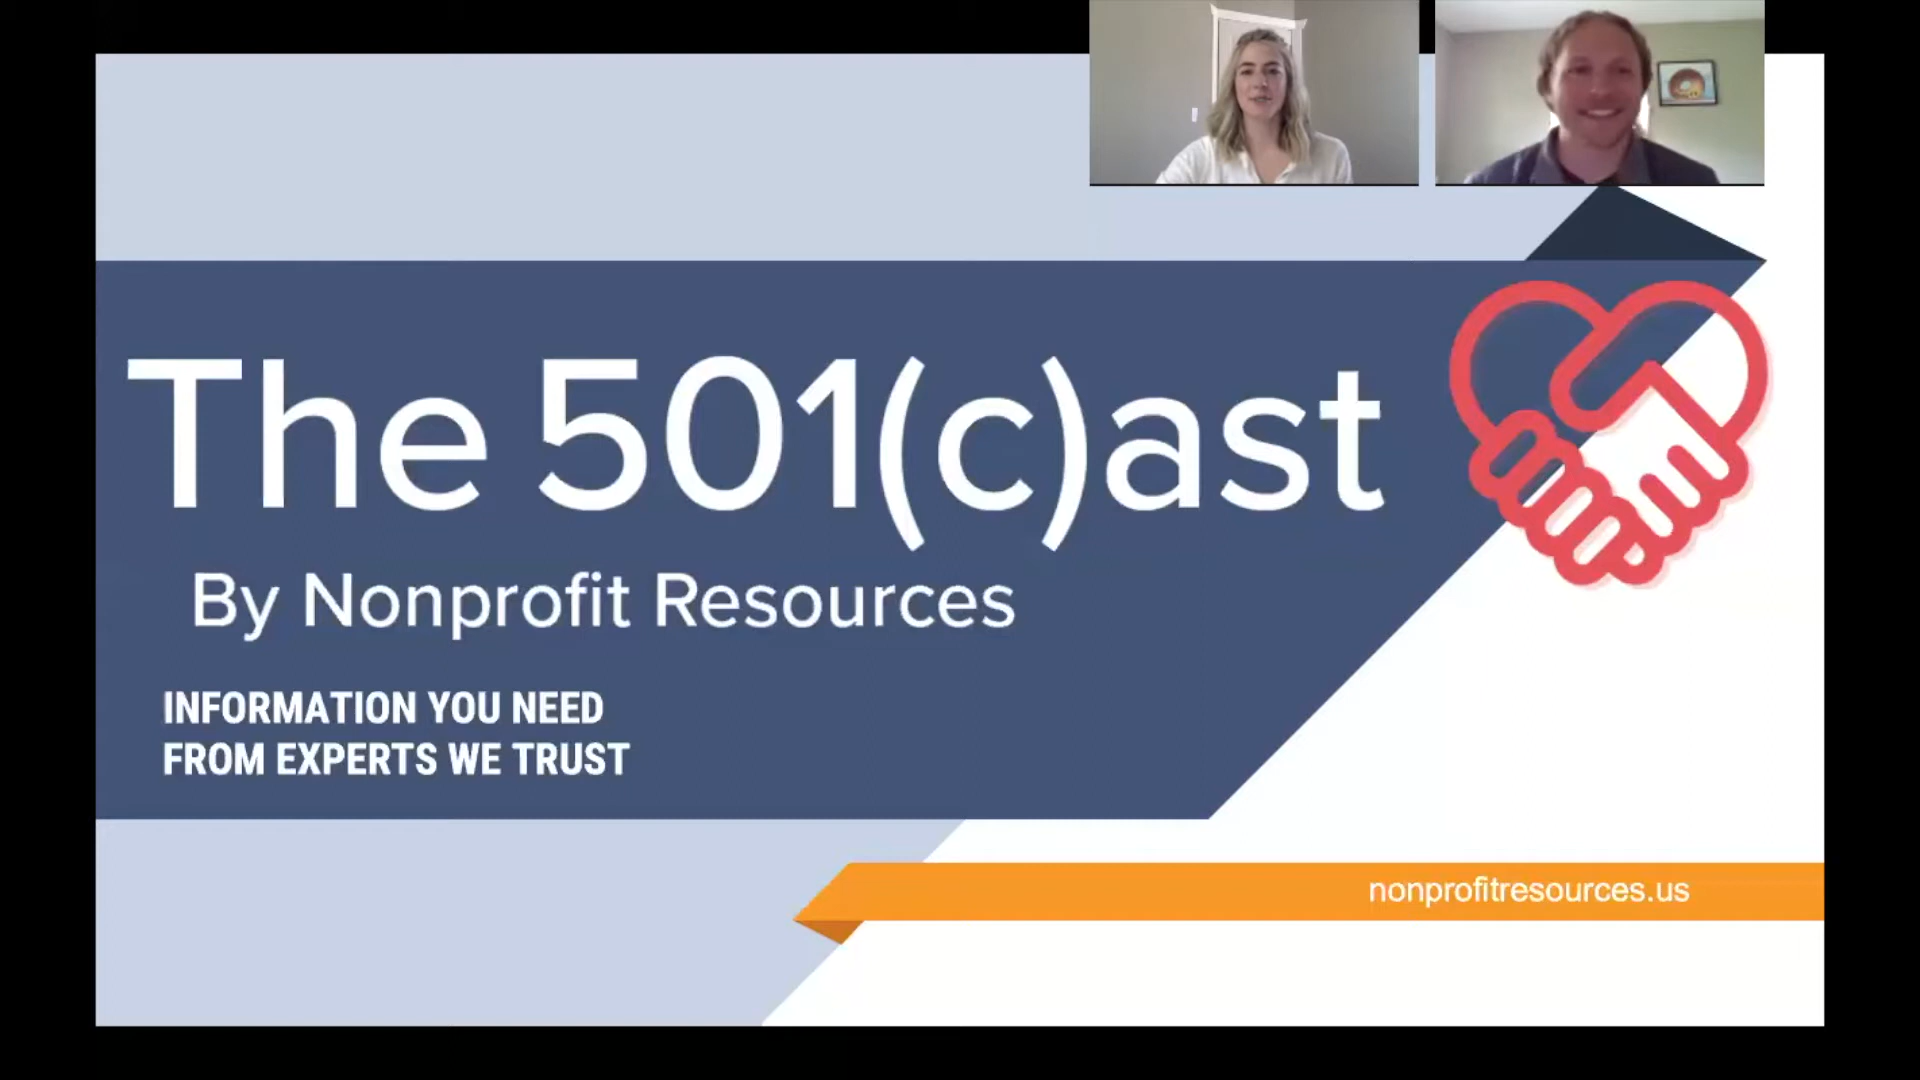 The 501(c)ast
By Nonprofit Resources
INFORMATION YOU NEED
FROM EXPERTS WE TRUST
nonprofitresources.us